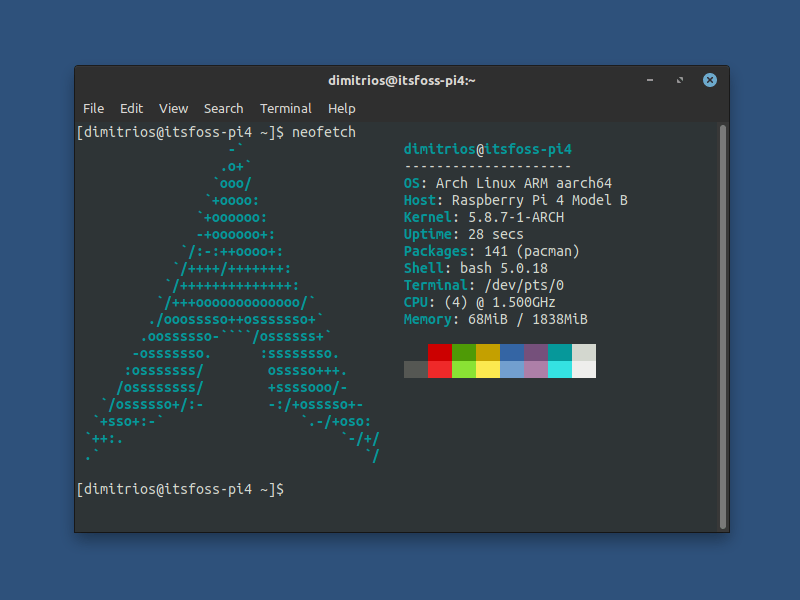 dimitrios@itsfoss-pi4:~
File Edit View Search Terminal Help
[dimitrios@itsfoss-pi4 ~]$ neofetch
-` dimitrios@itsfoss-pi4
.o+` ---------------------
`ooo/ OS: Arch Linux ARM aarch64
`+oooo: Host: Raspberry Pi 4 Model B
`+oooooo: Kernel: 5.8.7-1-ARCH
-+oooooo+: Uptime: 28 secs
`/:-:++oooo+: Packages: 141 (pacman)
`/++++/+++++++: Shell: bash 5.0.18
`/++++++++++++++: Terminal: /dev/pts/0
`/+++ooooooooooooo/` CPU: (4) @ 1.500GHz
./ooosssso++osssssso+` Memory: 68MiB / 1838MiB
.oossssso-````/ossssss+`
-osssssso. :ssssssso.
:osssssss/ osssso+++.
/ossssssss/ +ssssooo/-
`/ossssso+/:- -:/+osssso+-
`+sso+:-` `.-/+oso:
`++:. `-/+/
.` `/
[dimitrios@itsfoss-pi4 ~]$